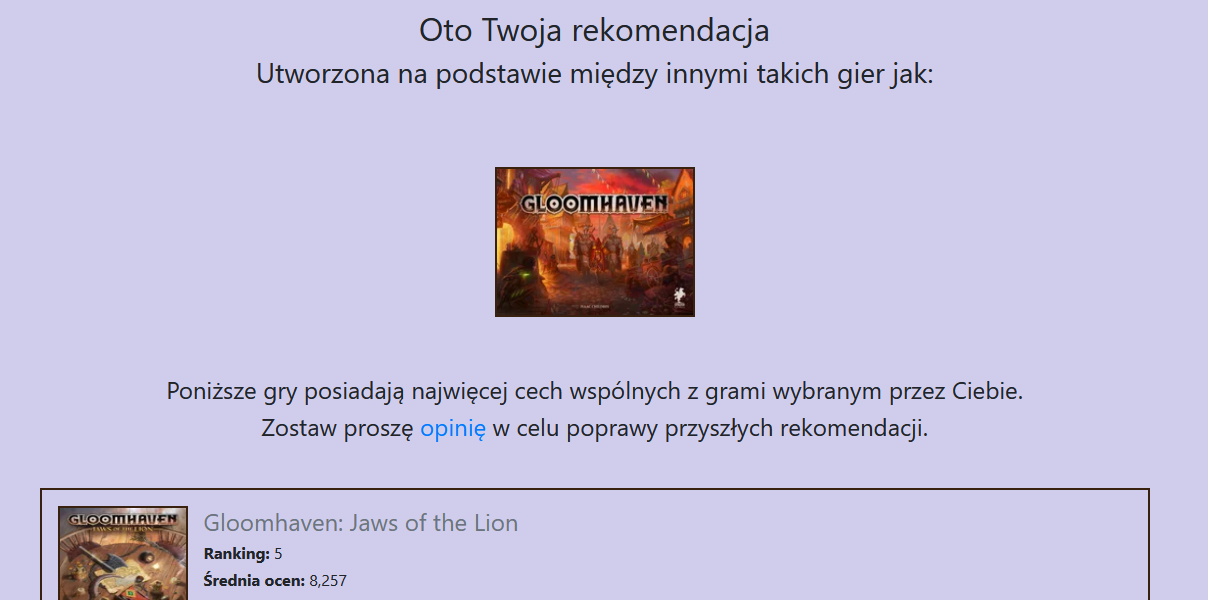 Oto Twoja rekomendacja
Utworzona na podstawie między innymi takich gier jak:
GLOOMHAVEN
Poniższe gry posiadają najwięcej cech wspólnych z grami wybranym przez Ciebie.
Zostaw proszę opinię w celu poprawy przyszłych rekomendacji.
GLOOMHAVEN
JAWS OF THE LION
Gloomhaven: Jaws of the Lion
Ranking: 5
Średnia ocen: 8,257